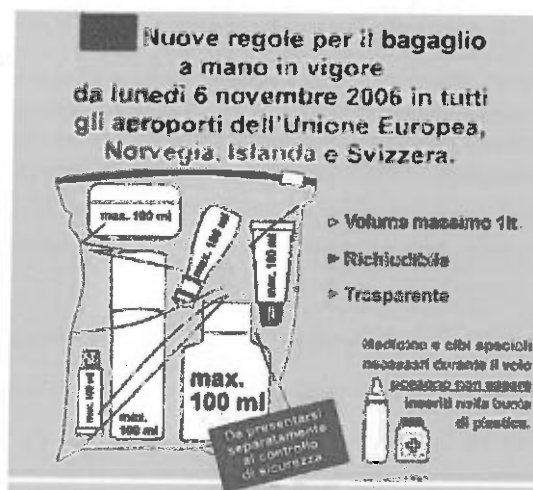 Nuove regole per il bagaglio
a mano in vigore
da lunedì 6 novembre 2006 in tutti
gli aeroporti dell'Unione Europea,
Norvegia, Islanda e Svizzera.
max. 100 ml
max. 100 ml
max. 100 ml
max. 100 ml
max.
100 ml
max.
100 ml
▷ Volume massimo 1lt.
▶ Richiudibile
▷ Trasparente
Medicine e cibi speciali
necessari durante il volo
possono non essere
inseriti nella busta
di plastica.
Da presentarsi
separatamente
al controllo
di sicurezza